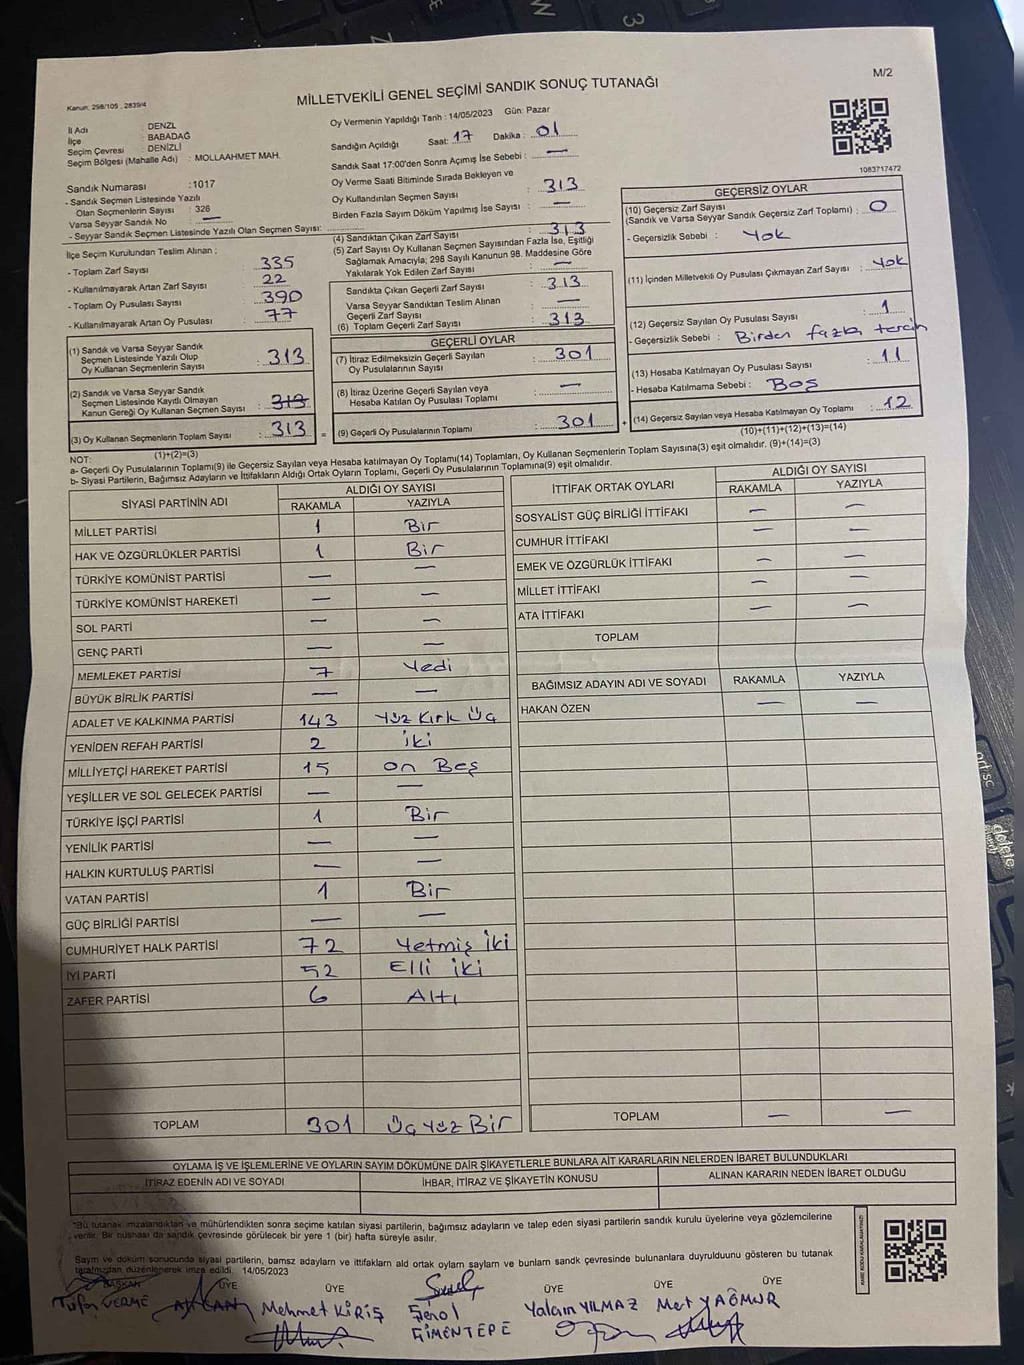 M/2
MİLLETVEKİLİ GENEL SEÇİMİ SANDIK SONUÇ TUTANAĞI
Kanun: 298/105 , 2839/4
İl Adı : DENZL
İlçe : BABADAĞ
Seçim Çevresi : DENİZLİ
Seçim Bölgesi (Mahalle Adı) : MOLLAAHMET MAH.
Oy Vermenin Yapıldığı Tarih : 14/05/2023 Gün: Pazar
Sandığın Açıldığı Saat: 17 Dakika : 01
Sandık Saat 17:00'den Sonra Açımış İse Sebebi : —
Oy Verme Saati Bitiminde Sırada Bekleyen ve
Oy Kullandırılan Seçmen Sayısı : 313
Birden Fazla Sayım Döküm Yapılmış İse Sayısı : —
1083717472
Sandık Numarası :1017
- Sandık Seçmen Listesinde Yazılı
Olan Seçmenlerin Sayısı : 326
Varsa Seyyar Sandık No —
- Seyyar Sandık Seçmen Listesinde Yazılı Olan Seçmen Sayısı:
İlçe Seçim Kurulundan Teslim Alınan ;
- Toplam Zarf Sayısı : 335
- Kullanılmayarak Artan Zarf Sayısı : 22
- Toplam Oy Pusulası Sayısı : 390
- Kullanılmayarak Artan Oy Pusulası : 77
(1) Sandık ve Varsa Seyyar Sandık
Seçmen Listesinde Yazılı Olup
Oy Kullanan Seçmenlerin Sayısı : 313
(2) Sandık ve Varsa Seyyar Sandık
Seçmen Listesinde Kayıtlı Olmayan
Kanun Gereği Oy Kullanan Seçmen Sayısı : 313
(3) Oy Kullanan Seçmenlerin Toplam Sayısı : 313
(1)+(2)=(3)
(4) Sandıktan Çıkan Zarf Sayısı : 313
(5) Zarf Sayısı Oy Kullanan Seçmen Sayısından Fazla İse, Eşitliği
Sağlamak Amacıyla; 298 Sayılı Kanunun 98. Maddesine Göre
Yakılarak Yok Edilen Zarf Sayısı :
Sandıkta Çıkan Geçerli Zarf Sayısı : 313
Varsa Seyyar Sandıktan Teslim Alınan
Geçerli Zarf Sayısı : —
(6) Toplam Geçerli Zarf Sayısı : 313
GEÇERLİ OYLAR
(7) İtiraz Edilmeksizin Geçerli Sayılan
Oy Pusulasının Sayısı : 301
(8) İtiraz Üzerine Geçerli Sayılan veya
Hesaba Katılan Oy Pusulası Toplamı : —
= (9) Geçerli Oy Pusulalarının Toplamı : 301 +
GEÇERSİZ OYLAR
(10) Geçersiz Zarf Sayısı
(Sandık ve Varsa Seyyar Sandık Geçersiz Zarf Toplamı) : 0
- Geçersizlik Sebebi : Yok
(11) İçinden Milletvekili Oy Pusulası Çıkmayan Zarf Sayısı : Yok
(12) Geçersiz Sayılan Oy Pusulası Sayısı : 1
- Geçersizlik Sebebi : Birden fazla tercih
(13) Hesaba Katılmayan Oy Pusulası Sayısı : 11
- Hesaba Katılmama Sebebi : Boş
(14) Geçersiz Sayılan veya Hesaba Katılmayan Oy Toplamı : 12
(10)+(11)+(12)+(13)=(14)
NOT:
a- Geçerli Oy Pusulalarının Toplamı(9) ile Geçersiz Sayılan veya Hesaba katılmayan Oy Toplamı(14) Toplamları, Oy Kullanan Seçmenlerin Toplam Sayısına(3) eşit olmalıdır. (9)+(14)=(3)
b- Siyasi Partilerin, Bağımsız Adayların ve İttifakların Aldığı Ortak Oyların Toplamı, Geçerli Oy Pusulalarının Toplamına(9) eşit olmalıdır.
SİYASİ PARTİNİN ADI ALDIĞI OY SAYISI
RAKAMLA YAZIYLA
MİLLET PARTİSİ 1 Bir
HAK VE ÖZGÜRLÜKLER PARTİSİ 1 Bir
TÜRKİYE KOMÜNİST PARTİSİ — —
TÜRKİYE KOMÜNİST HAREKETİ — —
SOL PARTİ — —
GENÇ PARTİ — —
MEMLEKET PARTİSİ 7 Yedi
BÜYÜK BİRLİK PARTİSİ — —
ADALET VE KALKINMA PARTİSİ 143 Yüz Kırk Üç
YENİDEN REFAH PARTİSİ 2 iki
MİLLİYETÇİ HAREKET PARTİSİ 15 On Beş
YEŞİLLER VE SOL GELECEK PARTİSİ — —
TÜRKİYE İŞÇİ PARTİSİ 1 Bir
YENİLİK PARTİSİ — —
HALKIN KURTULUŞ PARTİSİ — —
VATAN PARTİSİ 1 Bir
GÜÇ BİRLİĞİ PARTİSİ — —
CUMHURİYET HALK PARTİSİ 72 Yetmiş iki
İYİ PARTİ 52 Elli iki
ZAFER PARTİSİ 6 Altı
TOPLAM 301 Üçyüz Bir
İTTİFAK ORTAK OYLARI ALDIĞI OY SAYISI
RAKAMLA YAZIYLA
SOSYALİST GÜÇ BİRLİĞİ İTTİFAKI — —
CUMHUR İTTİFAKI — —
EMEK VE ÖZGÜRLÜK İTTİFAKI — —
MİLLET İTTİFAKI — —
ATA İTTİFAKI — —
TOPLAM
BAĞIMSIZ ADAYIN ADI VE SOYADI RAKAMLA YAZIYLA
HAKAN ÖZEN — —
TOPLAM — —
OYLAMA İŞ VE İŞLEMLERİNE VE OYLARIN SAYIM DÖKÜMÜNE DAİR ŞİKAYETLERLE BUNLARA AİT KARARLARIN NELERDEN İBARET BULUNDUKLARI
İTİRAZ EDENİN ADI VE SOYADI İHBAR, İTİRAZ VE ŞİKAYETİN KONUSU ALINAN KARARIN NEDEN İBARET OLDUĞU
"Bu tutanak imzalandıktan ve mühürlendikten sonra seçime katılan siyasi partilerin, bağımsız adayların ve talep eden siyasi partilerin sandık kurulu üyelerine veya gözlemcilerine
verilir. Bir nüshası da sandık çevresinde görülecek bir yere 1 (bir) hafta süreyle asılır.
Sayım ve döküm sonucunda siyasi partilerin, bamsz adayların ve ittifakların ald ortak oyların saylam ve bunların sandk çevresinde bulunanlara duyrulduunu gösteren bu tutanak
tarafımızdan düzenlenerek imza edildi. 14/05/2023
BAŞKAN ÜYE ÜYE ÜYE ÜYE ÜYE
Mehmet KİRİŞ Şenol ÇİMENTEPE Yalçın YILMAZ Mert YAĞMUR